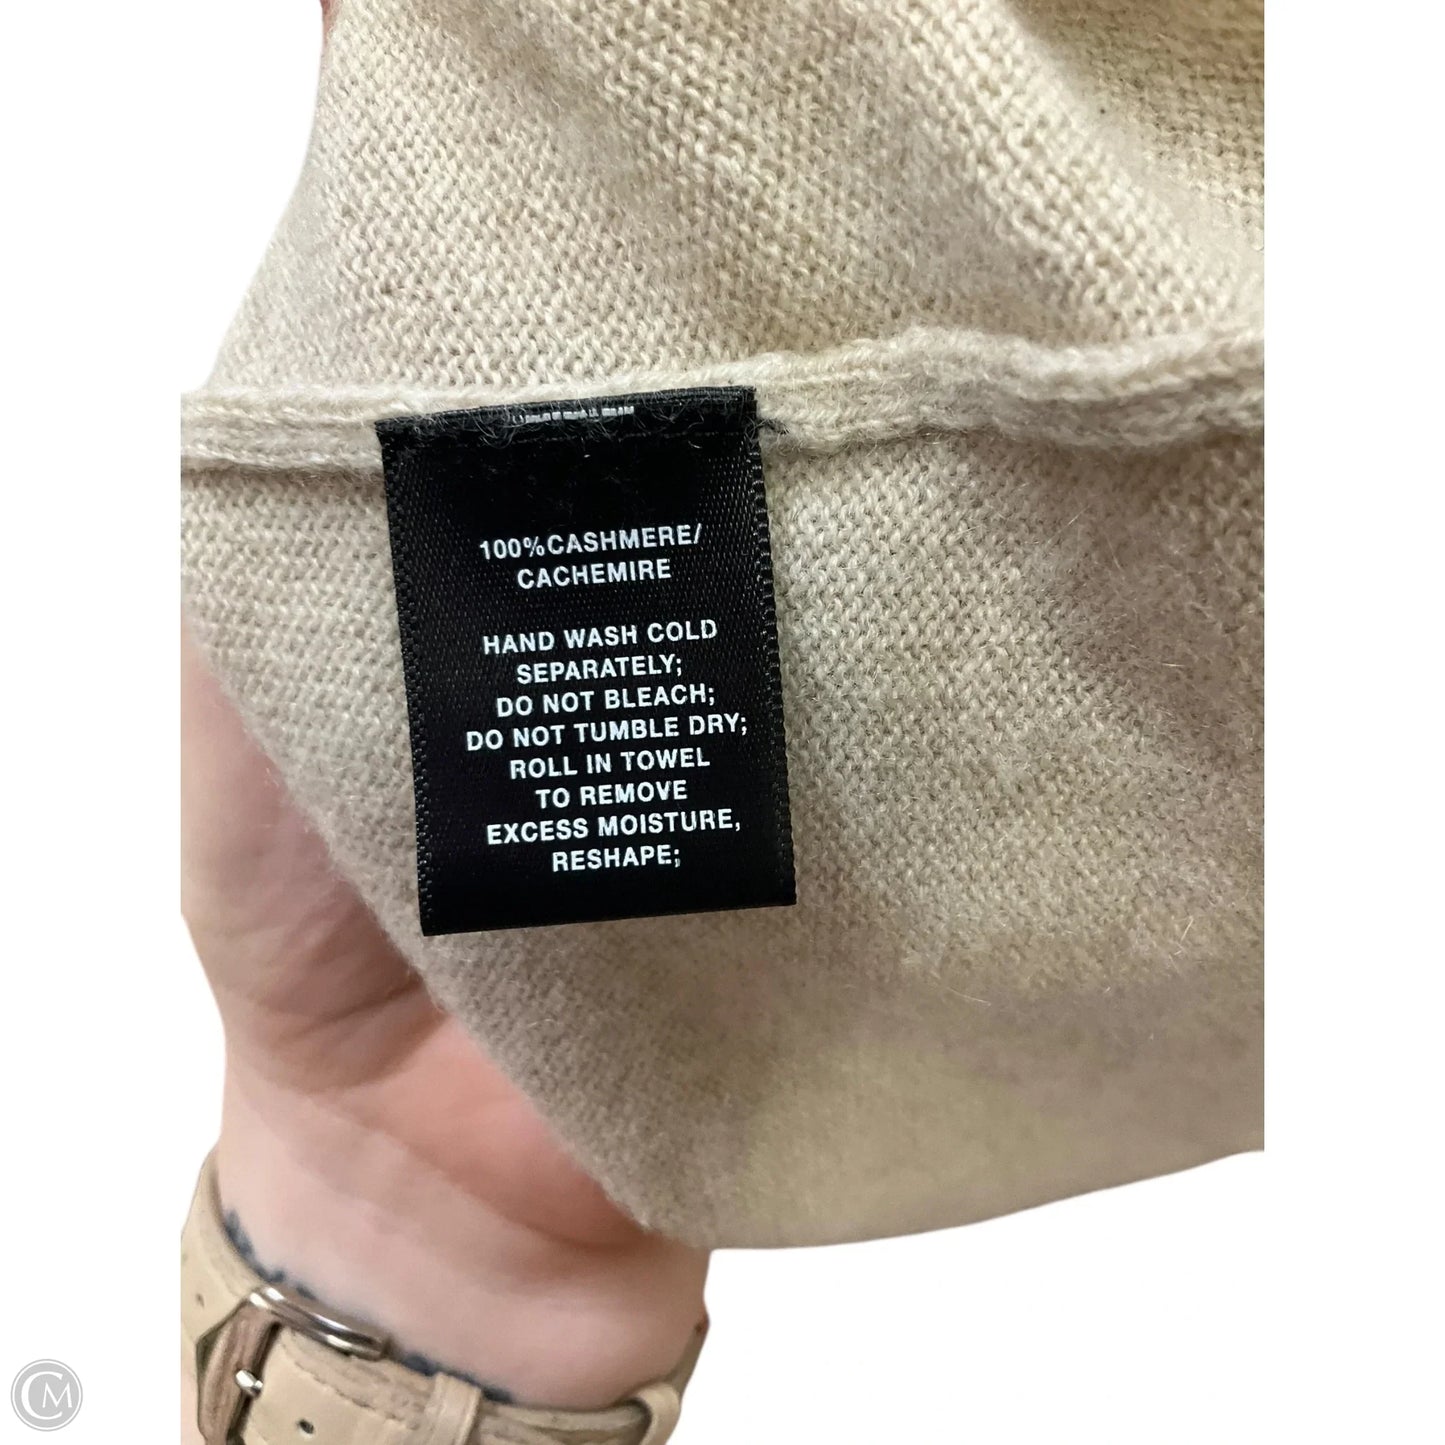 100%CASHMERE/
CACHEMIRE
HAND WASH COLD
SEPARATELY;
DO NOT BLEACH;
DO NOT TUMBLE DRY;
ROLL IN TOWEL
TO REMOVE
EXCESS MOISTURE,
RESHAPE;
CM